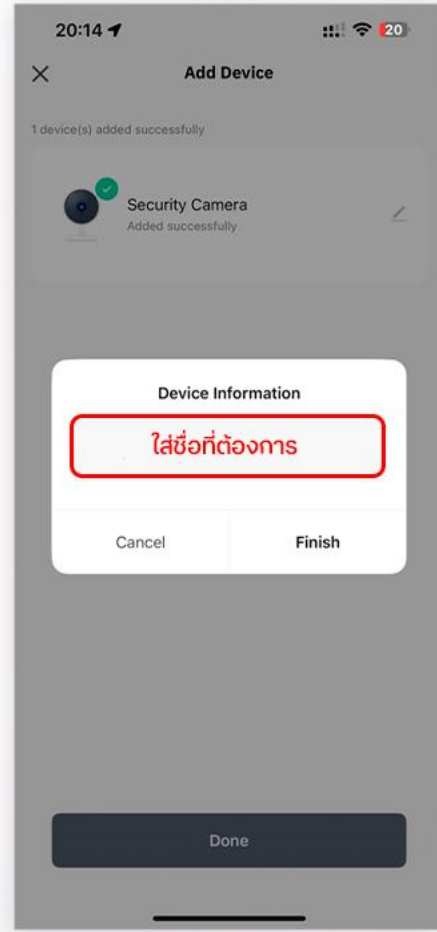 20:14
20
Add Device
1 device(s) added successfully
Security Camera
Added successfully
Device Information
ใส่ชื่อที่ต้องการ
Cancel
Finish
Done